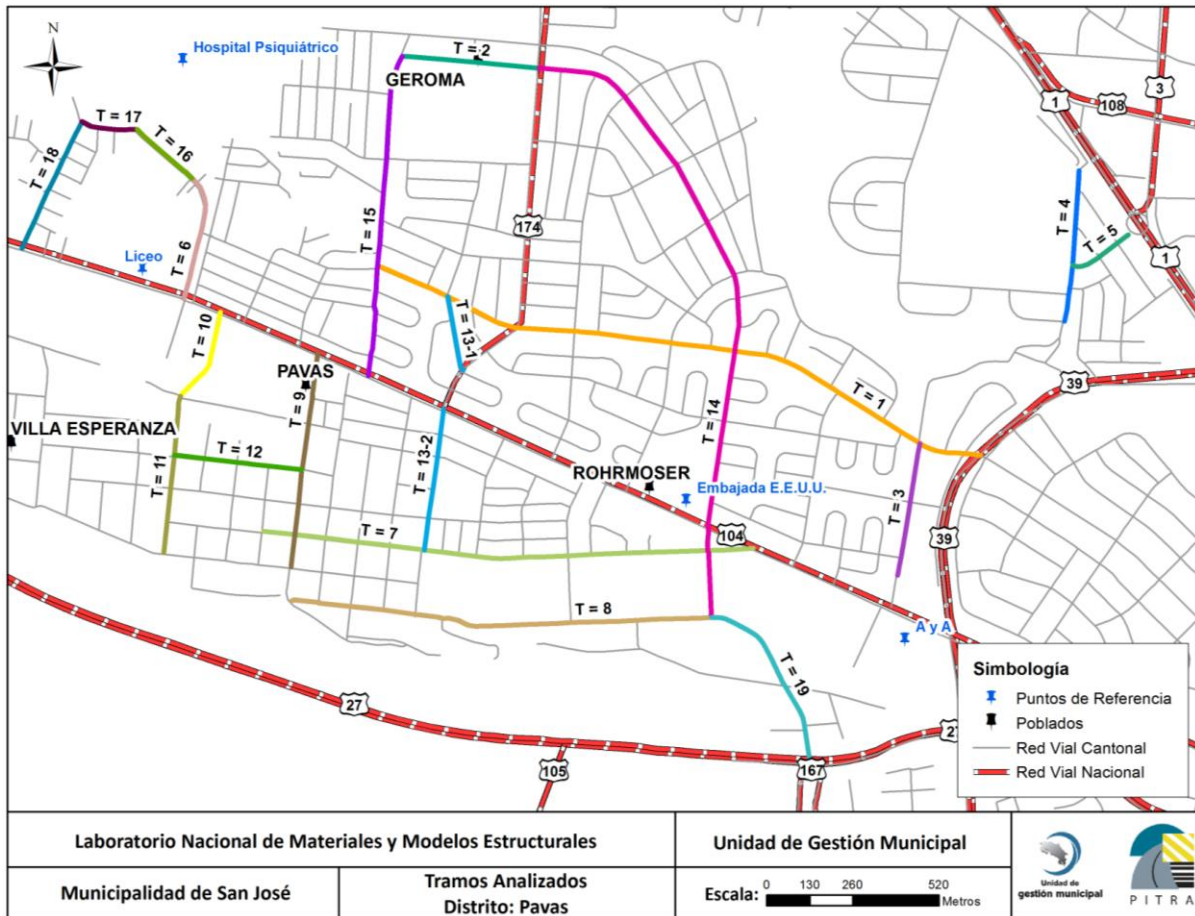 N
Hospital Psiquiátrico
T = 2
GEROMA
3
1
108
T = 17
T = 16
T = 18
T = 15
174
T = 4
T = 5
1
Liceo
T = 6
T = 10
T = 13-1
PAVAS
T = 9
39
T = 1
T = 14
VILLA ESPERANZA
T = 12
T = 11
T = 13-2
ROHRMOSER
Embajada E.E.U.U.
T = 3
T = 7
104
39
T = 8
A y A
T = 19
27
27
105
167
Simbología
Puntos de Referencia
Poblados
Red Vial Cantonal
Red Vial Nacional
Laboratorio Nacional de Materiales y Modelos Estructurales
Unidad de Gestión Municipal
Municipalidad de San José
Tramos Analizados
Distrito: Pavas
Escala:
0 130 260 520
Metros
Unidad de
gestión municipal
PITRA